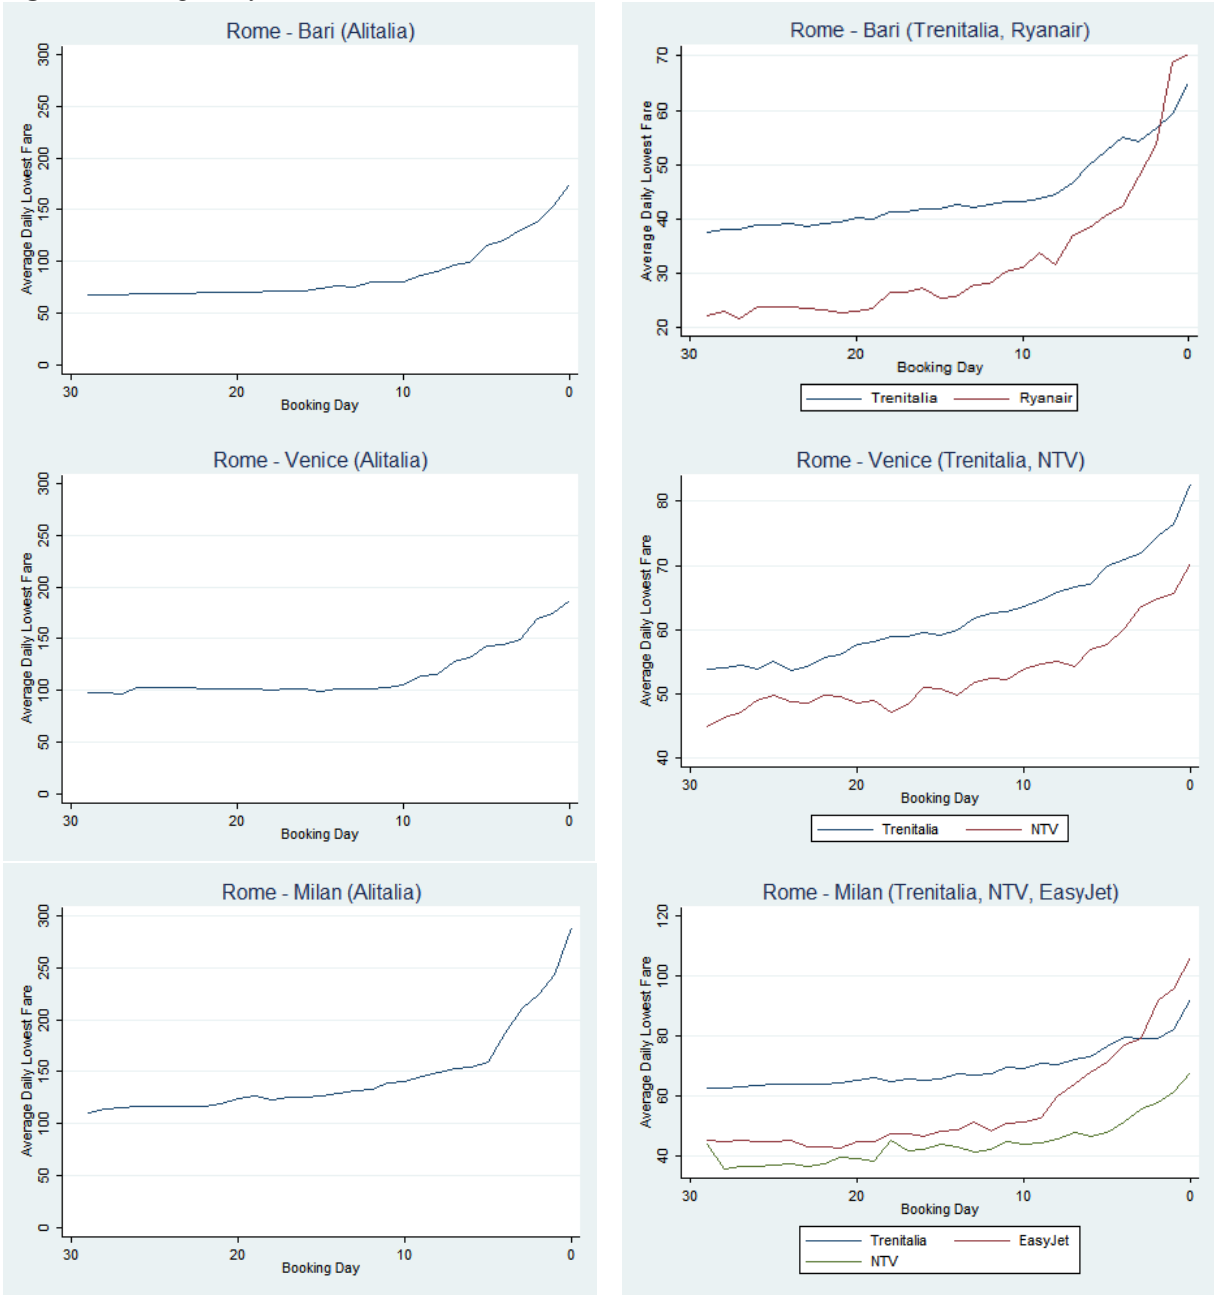 Rome - Bari (Alitalia)
Average Daily Lowest Fare
300
250
200
150
100
50
0
30
20
10
0
Booking Day
Rome - Bari (Trenitalia, Ryanair)
Average Daily Lowest Fare
70
60
50
40
30
20
30
20
10
0
Booking Day
Trenitalia
Ryanair
Rome - Venice (Alitalia)
Average Daily Lowest Fare
300
250
200
150
100
50
0
30
20
10
0
Booking Day
Rome - Venice (Trenitalia, NTV)
Average Daily Lowest Fare
80
70
60
50
40
30
20
10
0
Booking Day
Trenitalia
NTV
Rome - Milan (Alitalia)
Average Daily Lowest Fare
300
250
200
150
100
50
0
30
20
10
0
Booking Day
Rome - Milan (Trenitalia, NTV, EasyJet)
Average Daily Lowest Fare
120
100
80
60
40
30
20
10
0
Booking Day
Trenitalia
EasyJet
NTV